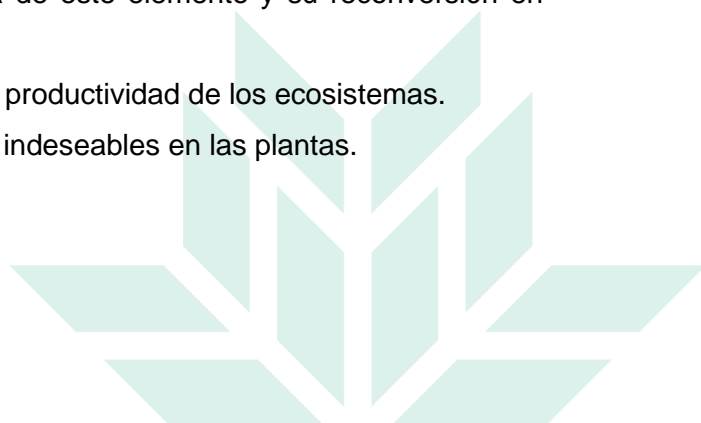 de este elemento y su reconversión en
productividad de los ecosistemas.
indeseables en las plantas.